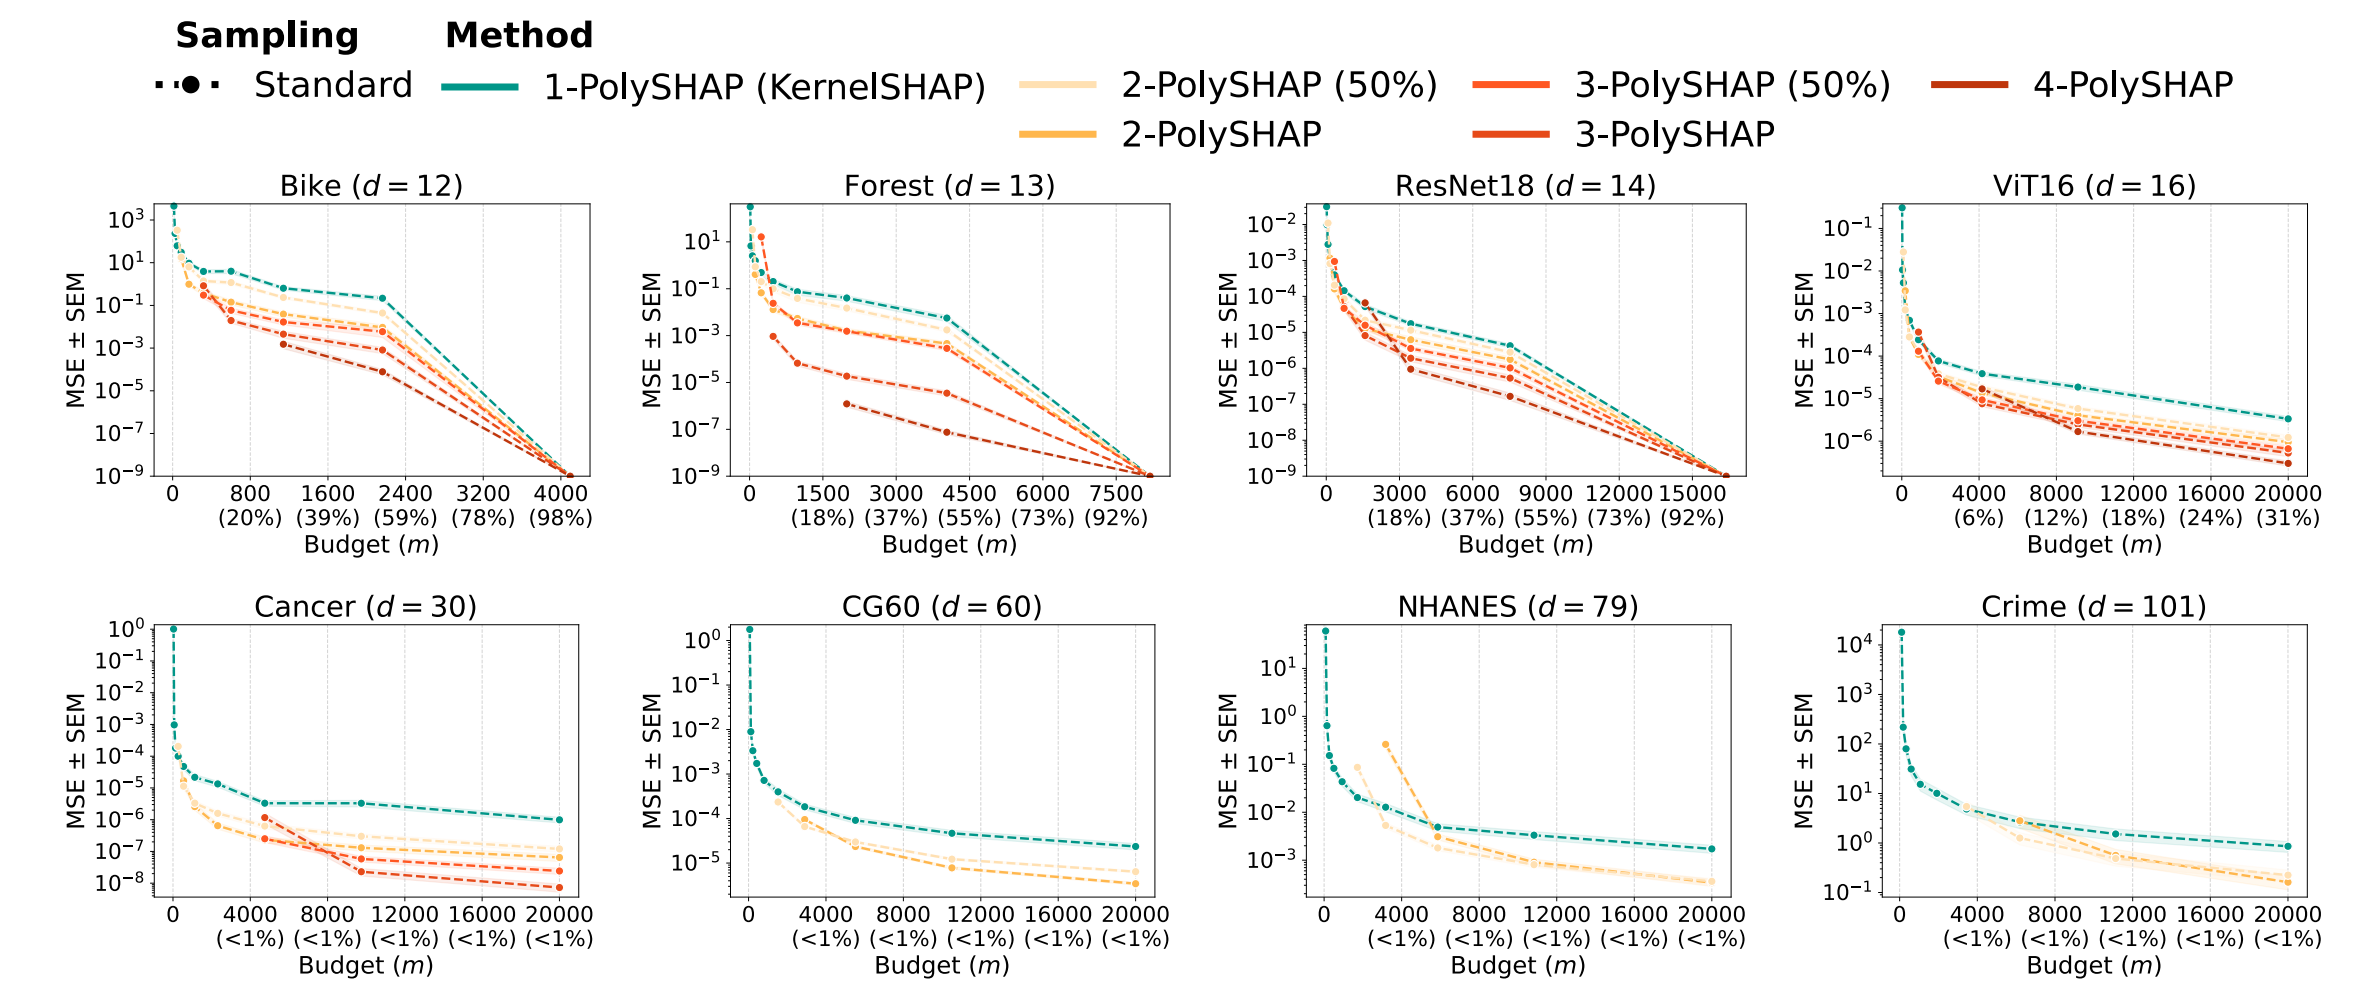 Sampling Method
Standard 1-PolySHAP (KernelSHAP) 2-PolySHAP (50%) 3-PolySHAP (50%) 4-PolySHAP
2-PolySHAP 3-PolySHAP
Bike (d = 12)
MSE ± SEM
10³
10¹
10⁻¹
10⁻³
10⁻⁵
10⁻⁷
10⁻⁹
0 800 1600 2400 3200 4000
(20%) (39%) (59%) (78%) (98%)
Budget (m)
Forest (d = 13)
MSE ± SEM
10¹
10⁻¹
10⁻³
10⁻⁵
10⁻⁷
10⁻⁹
0 1500 3000 4500 6000 7500
(18%) (37%) (55%) (73%) (92%)
Budget (m)
ResNet18 (d = 14)
MSE ± SEM
10⁻²
10⁻³
10⁻⁴
10⁻⁵
10⁻⁶
10⁻⁷
10⁻⁸
10⁻⁹
0 3000 6000 9000 12000 15000
(18%) (37%) (55%) (73%) (92%)
Budget (m)
ViT16 (d = 16)
MSE ± SEM
10⁻¹
10⁻²
10⁻³
10⁻⁴
10⁻⁵
10⁻⁶
0 4000 8000 12000 16000 20000
(6%) (12%) (18%) (24%) (31%)
Budget (m)
Cancer (d = 30)
MSE ± SEM
10⁰
10⁻¹
10⁻²
10⁻³
10⁻⁴
10⁻⁵
10⁻⁶
10⁻⁷
10⁻⁸
0 4000 8000 12000 16000 20000
(<1%) (<1%) (<1%) (<1%) (<1%)
Budget (m)
CG60 (d = 60)
MSE ± SEM
10⁰
10⁻¹
10⁻²
10⁻³
10⁻⁴
10⁻⁵
0 4000 8000 12000 16000 20000
(<1%) (<1%) (<1%) (<1%) (<1%)
Budget (m)
NHANES (d = 79)
MSE ± SEM
10¹
10⁰
10⁻¹
10⁻²
10⁻³
0 4000 8000 12000 16000 20000
(<1%) (<1%) (<1%) (<1%) (<1%)
Budget (m)
Crime (d = 101)
MSE ± SEM
10⁴
10³
10²
10¹
10⁰
10⁻¹
0 4000 8000 12000 16000 20000
(<1%) (<1%) (<1%) (<1%) (<1%)
Budget (m)